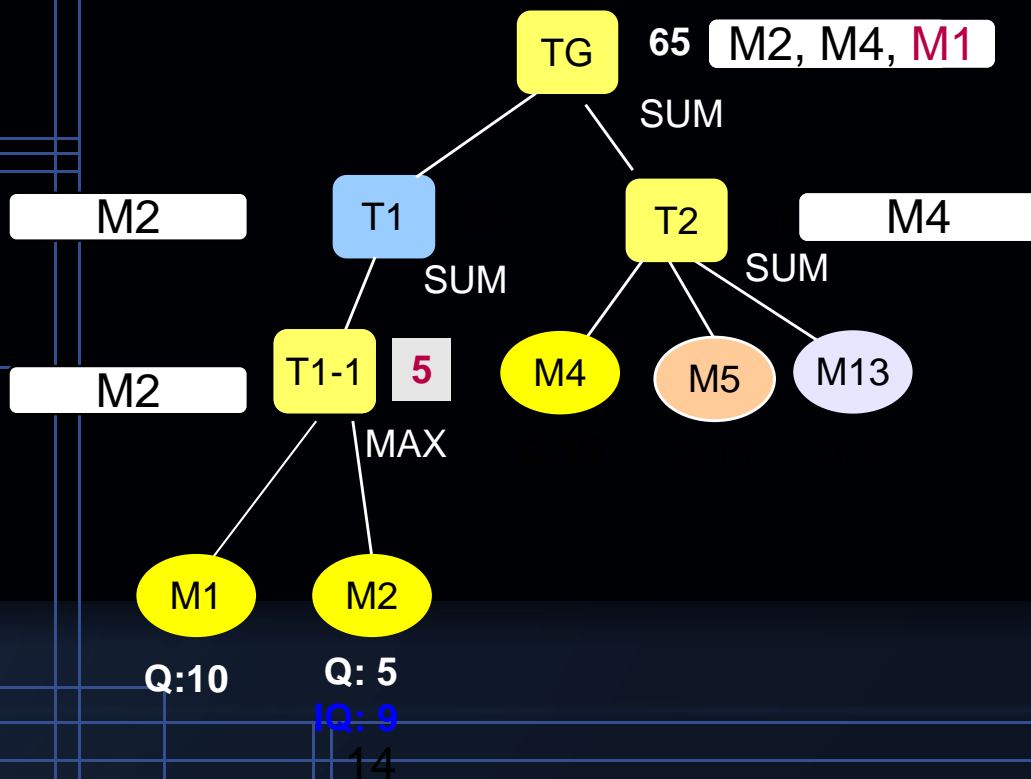 TG 65 M2, M4, M1
SUM
M2 T1 T2 M4
SUM SUM
M2 T1-1 5 M4 M5 M13
MAX
M1 M2
Q:10 Q: 5
IQ: 9
14